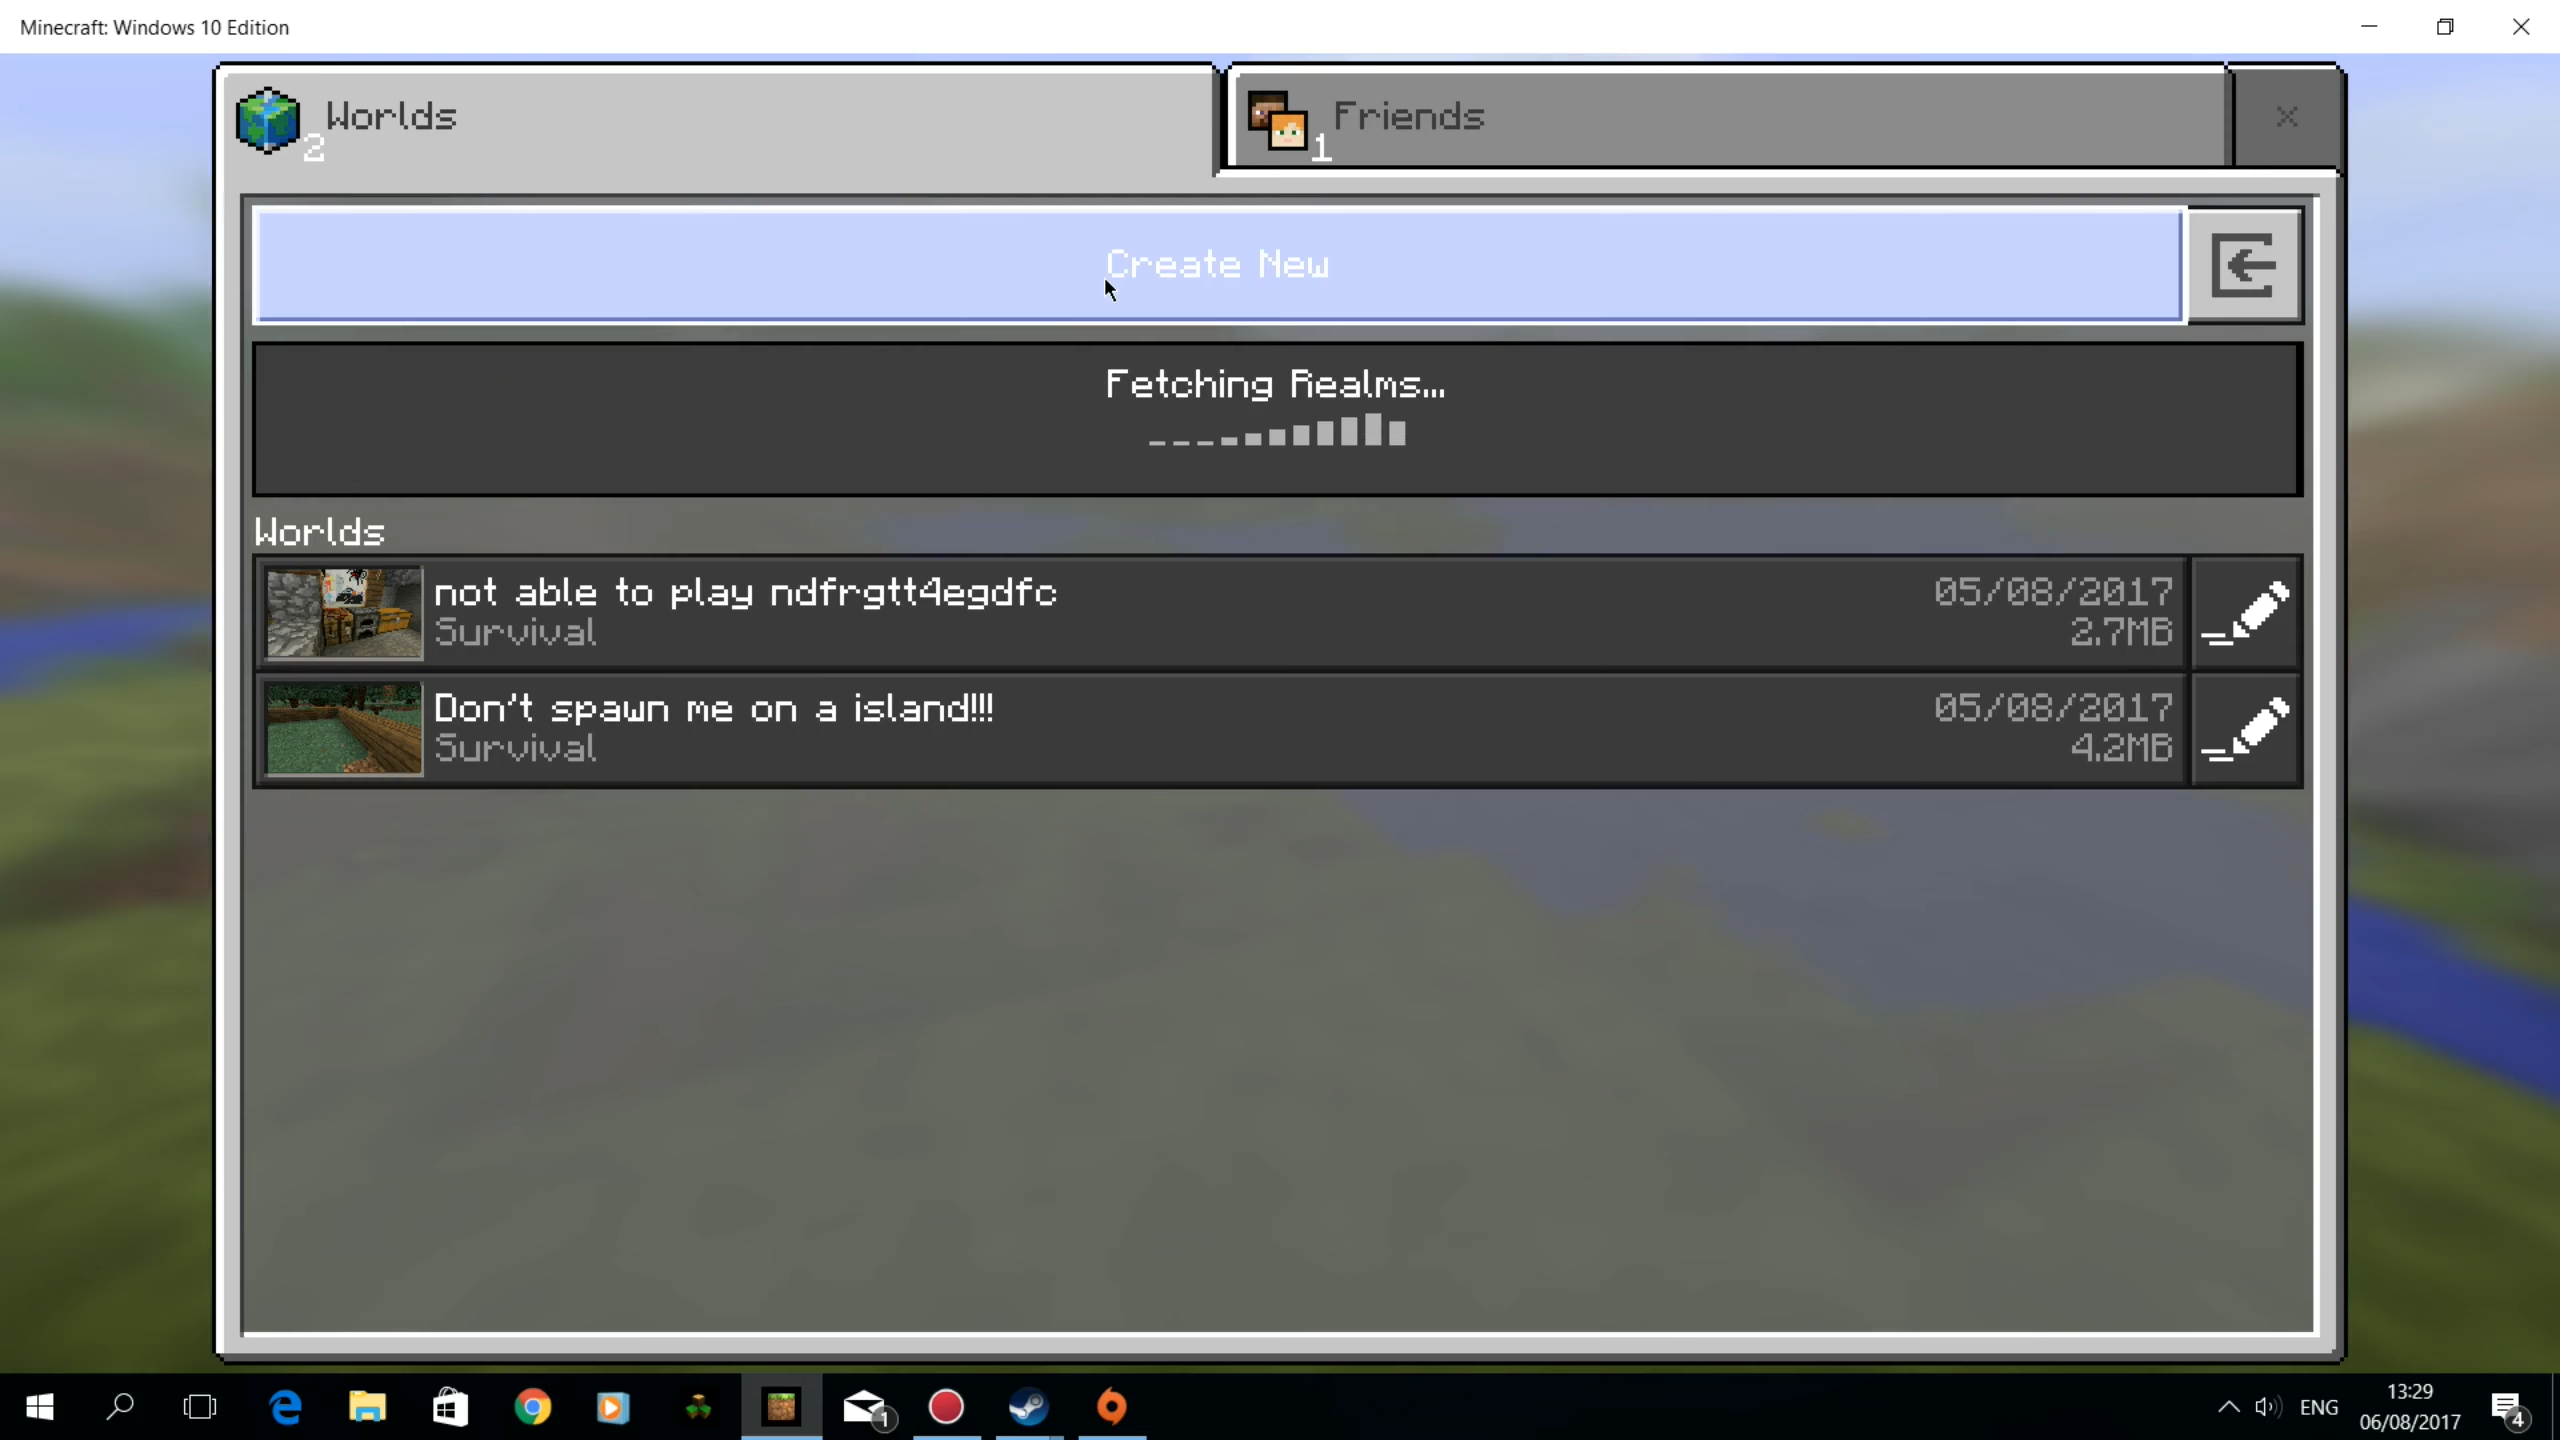 Minecraft: Windows 10 Edition
Worlds
2
Friends
1
Create New
Fetching Realms...
Worlds
not able to play ndfrgtt4egdfc
05/08/2017
Survival
2.7MB
Don't spawn me on a island!!!
05/08/2017
Survival
4.2MB
1
ENG
13:29
06/08/2017
4